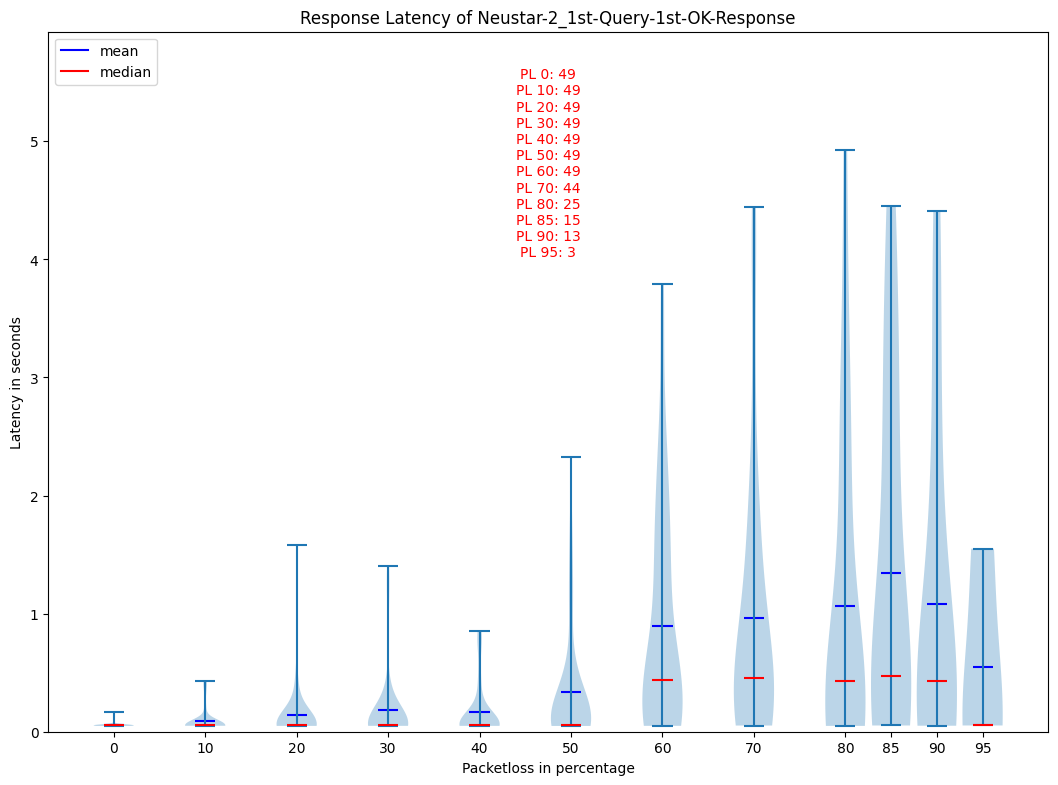 Response Latency of Neustar-2_1st-Query-1st-OK-Response
mean
median
PL 0: 49
PL 10: 49
PL 20: 49
PL 30: 49
PL 40: 49
PL 50: 49
PL 60: 49
PL 70: 44
PL 80: 25
PL 85: 15
PL 90: 13
PL 95: 3
Latency in seconds
5
4
3
2
1
0
0 10 20 30 40 50 60 70 80 85 90 95
Packetloss in percentage